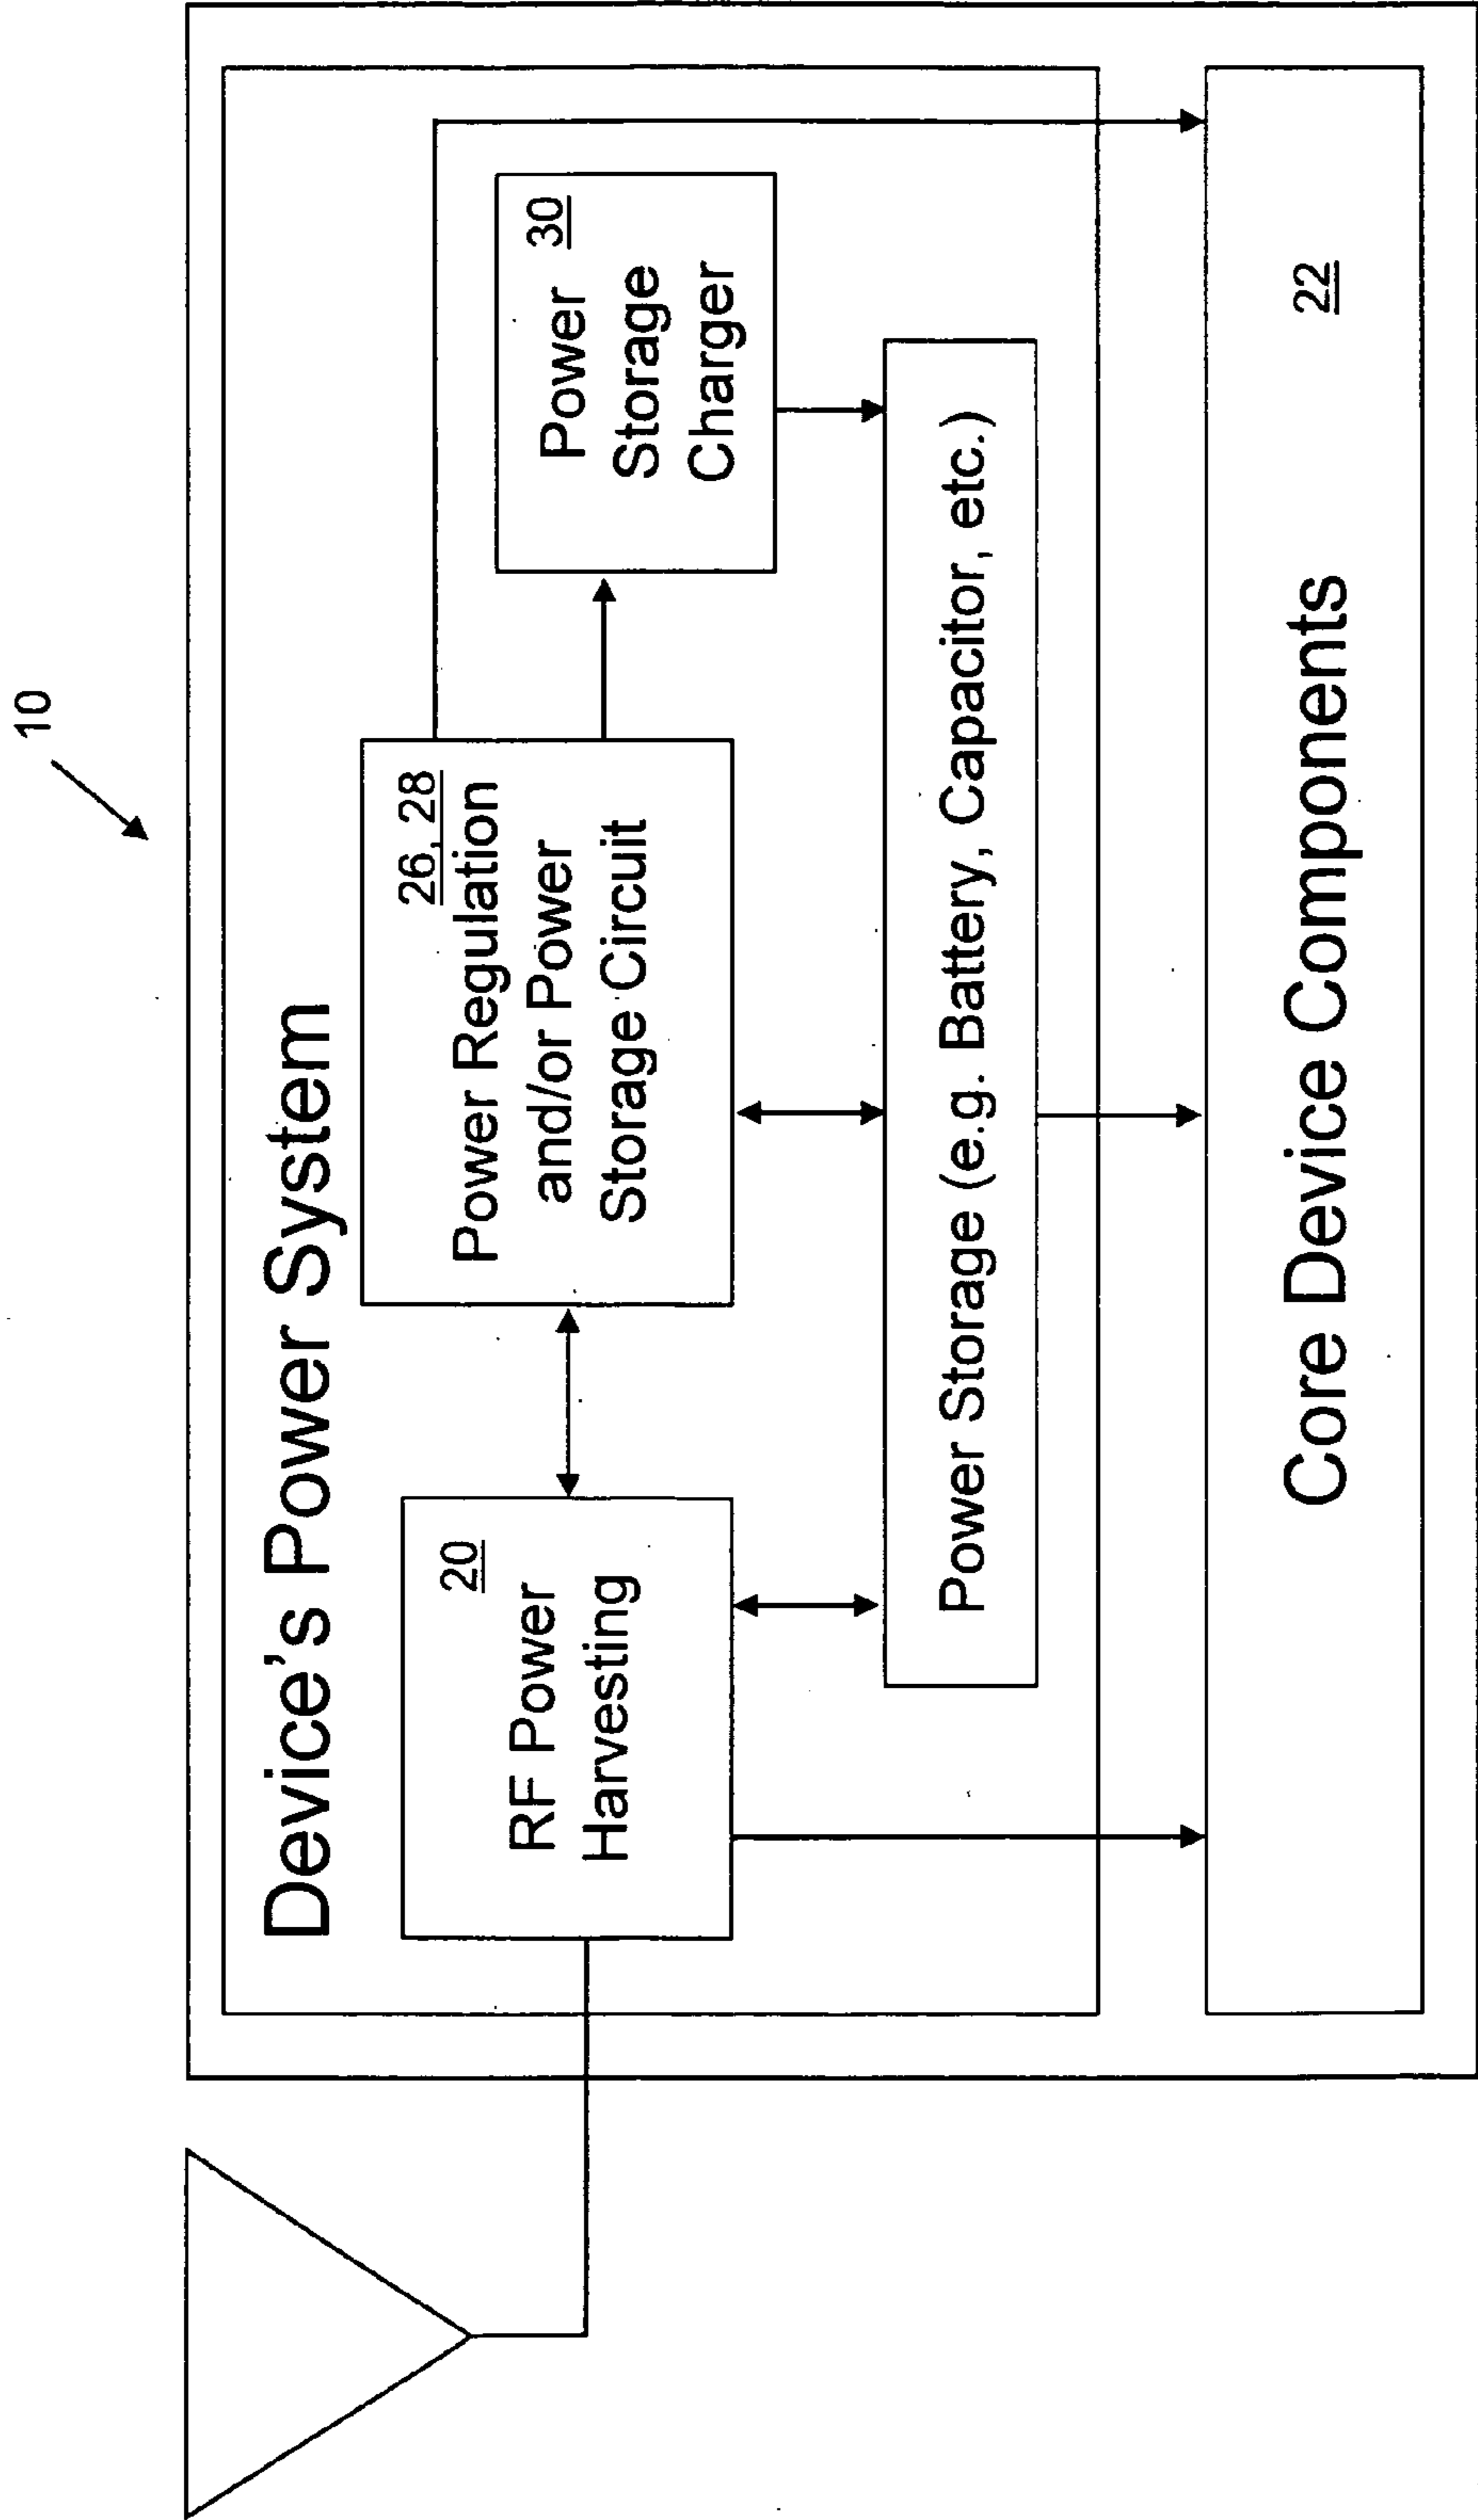 10
Device's Power System
20
RF Power
Harvesting
26, 28
Power Regulation
and/or Power
Storage Circuit
30
Power
Storage
Charger
Power Storage (e.g. Battery, Capacitor, etc.)
22
Core Device Components